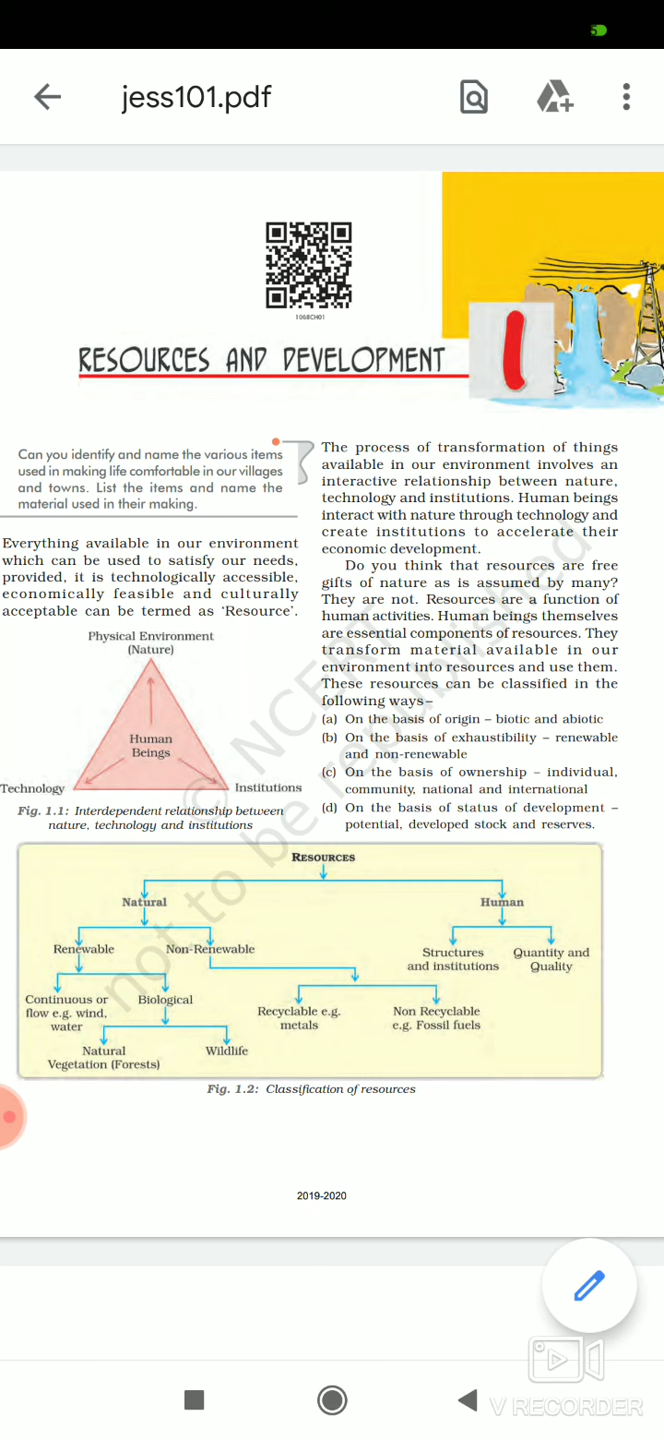 5
jess101.pdf
1068CH01
RESOURCES AND DEVELOPMENT
1
Can you identify and name the various items
used in making life comfortable in our villages
and towns. List the items and name the
material used in their making.
Everything available in our environment
which can be used to satisfy our needs,
provided, it is technologically accessible,
economically feasible and culturally
acceptable can be termed as ‘Resource’.
Physical Environment
(Nature)
Human
Beings
Technology
Institutions
Fig. 1.1: Interdependent relationship between
nature, technology and institutions
The process of transformation of things
available in our environment involves an
interactive relationship between nature,
technology and institutions. Human beings
interact with nature through technology and
create institutions to accelerate their
economic development.
Do you think that resources are free
gifts of nature as is assumed by many?
They are not. Resources are a function of
human activities. Human beings themselves
are essential components of resources. They
transform material available in our
environment into resources and use them.
These resources can be classified in the
following ways–
(a) On the basis of origin – biotic and abiotic
(b) On the basis of exhaustibility – renewable
and non-renewable
(c) On the basis of ownership – individual,
community, national and international
(d) On the basis of status of development –
potential, developed stock and reserves.
© NCERT
not to be republished
RESOURCES
Natural
Human
Renewable
Non-Renewable
Structures
and institutions
Quantity and
Quality
Continuous or
flow e.g. wind,
water
Biological
Recyclable e.g.
metals
Non Recyclable
e.g. Fossil fuels
Natural
Vegetation (Forests)
Wildlife
Fig. 1.2: Classification of resources
2019-2020
V RECORDER